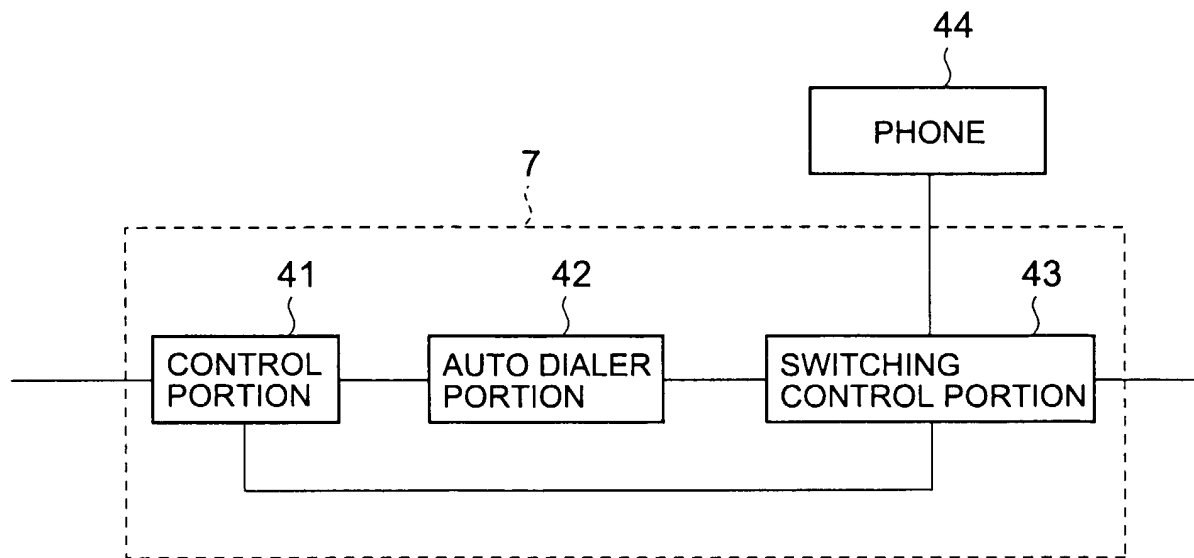 44
PHONE
7
41
42
43
CONTROL
PORTION
AUTO DIALER
PORTION
SWITCHING
CONTROL PORTION